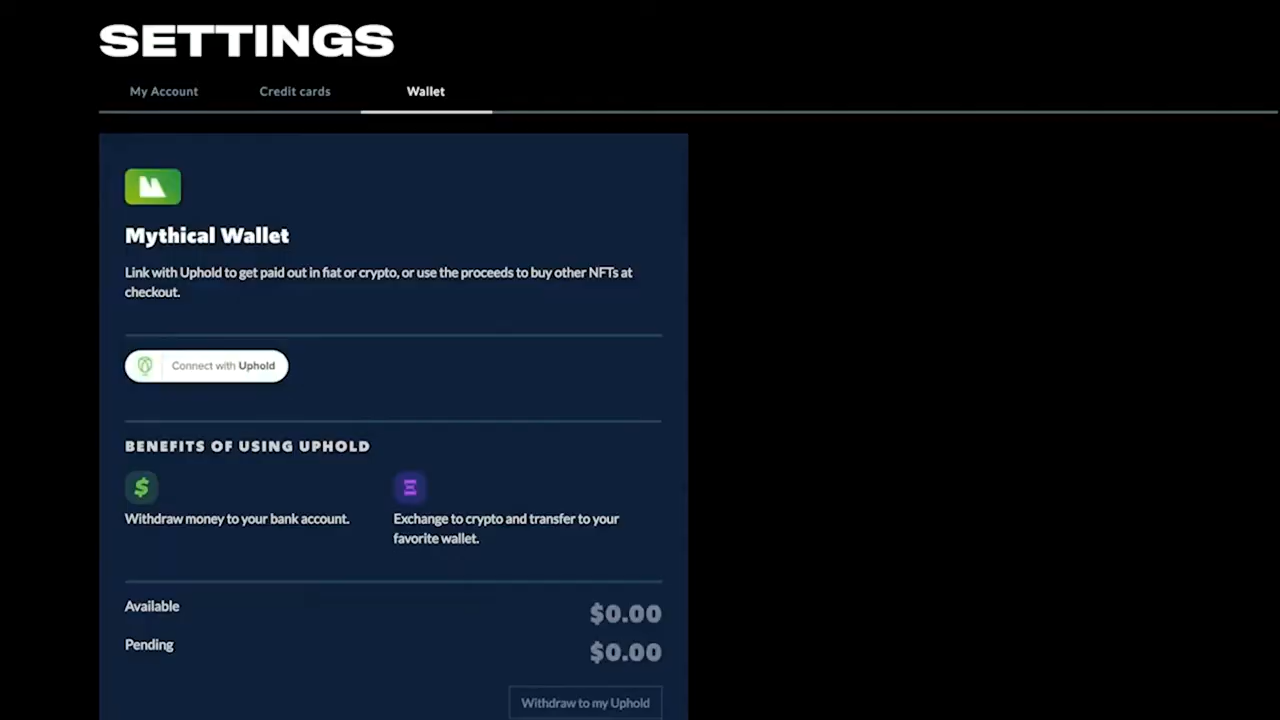 SETTINGS
My Account Credit cards Wallet
Mythical Wallet
Link with Uphold to get paid out in fiat or crypto, or use the proceeds to buy other NFTs at
checkout.
Connect with Uphold
BENEFITS OF USING UPHOLD
$
Withdraw money to your bank account.
Exchange to crypto and transfer to your
favorite wallet.
Available $0.00
Pending $0.00
Withdraw to my Uphold